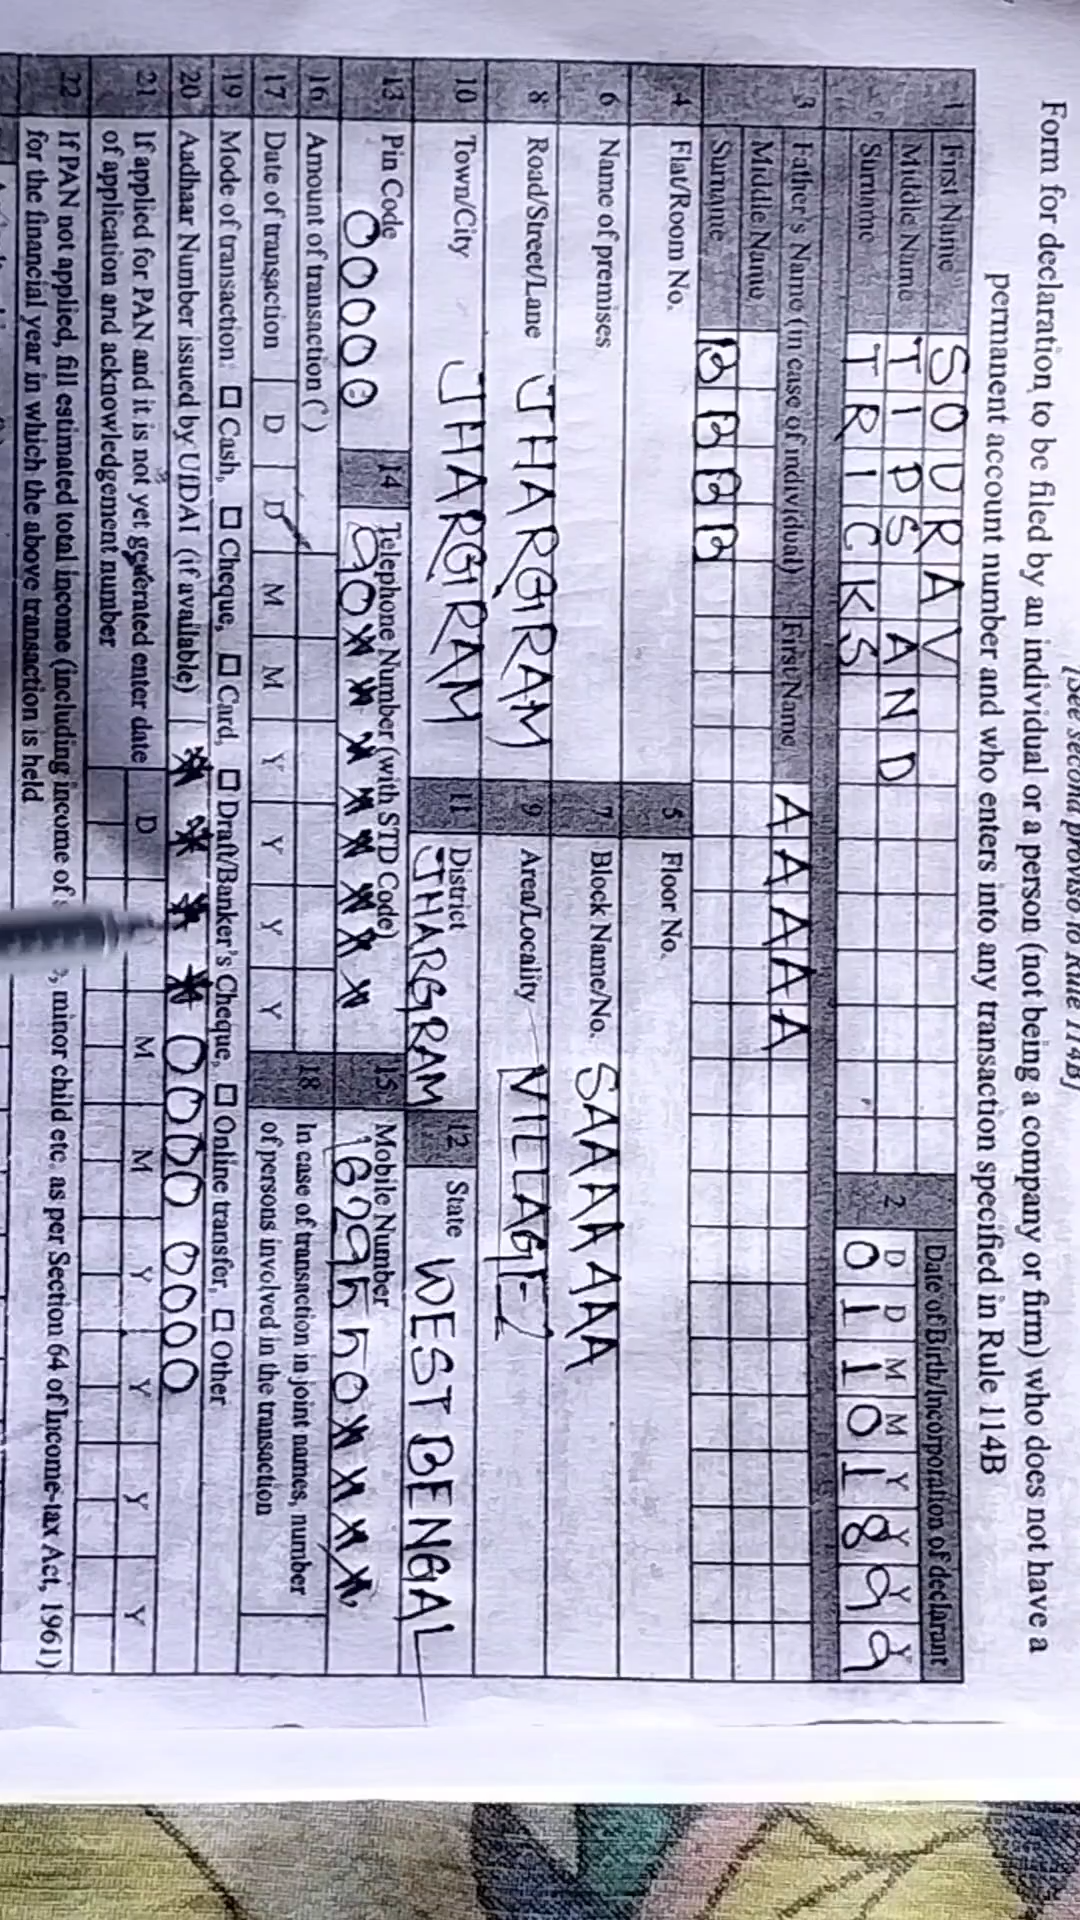 [See second proviso to Rule 114B]
Form for declaration to be filed by an individual or a person (not being a company or firm) who does not have a
permanent account number and who enters into any transaction specified in Rule 114B
1 First Name SOURAV 2 Date of Birth/Incorporation of declarant
Middle Name TIPS AND D D M M Y Y Y Y
Surname TRICKS 01101899
3 Father's Name (in case of individual) First Name AAAAA
Middle Name
Surname BBBB
4 Flat/Room No. 5 Floor No.
6 Name of premises 7 Block Name/No. SAAAAAAA
8 Road/Street/Lane JHARGRAM 9 Area/Locality VILLAGE
10 Town/City JHARGRAM 11 District JHARGRAM 12 State WEST BENGAL
13 Pin Code 00000 14 Telephone Number (with STD Code) 90******** 15 Mobile Number 1629550****
16 Amount of transaction ( )
17 Date of transaction D D M M Y Y Y Y 18 In case of transaction in joint names, number
of persons involved in the transaction
19 Mode of transaction: Cash, Cheque, Card, Draft/Banker's Cheque, Online transfer, Other
20 Aadhaar Number issued by UIDAI (if available) ****0000 0000
21 If applied for PAN and it is not yet generated enter date D M M Y Y Y Y
of application and acknowledgement number
22 If PAN not applied, fill estimated total income (including income of minor child etc. as per Section 64 of Income-tax Act, 1961)
for the financial year in which the above transaction is held